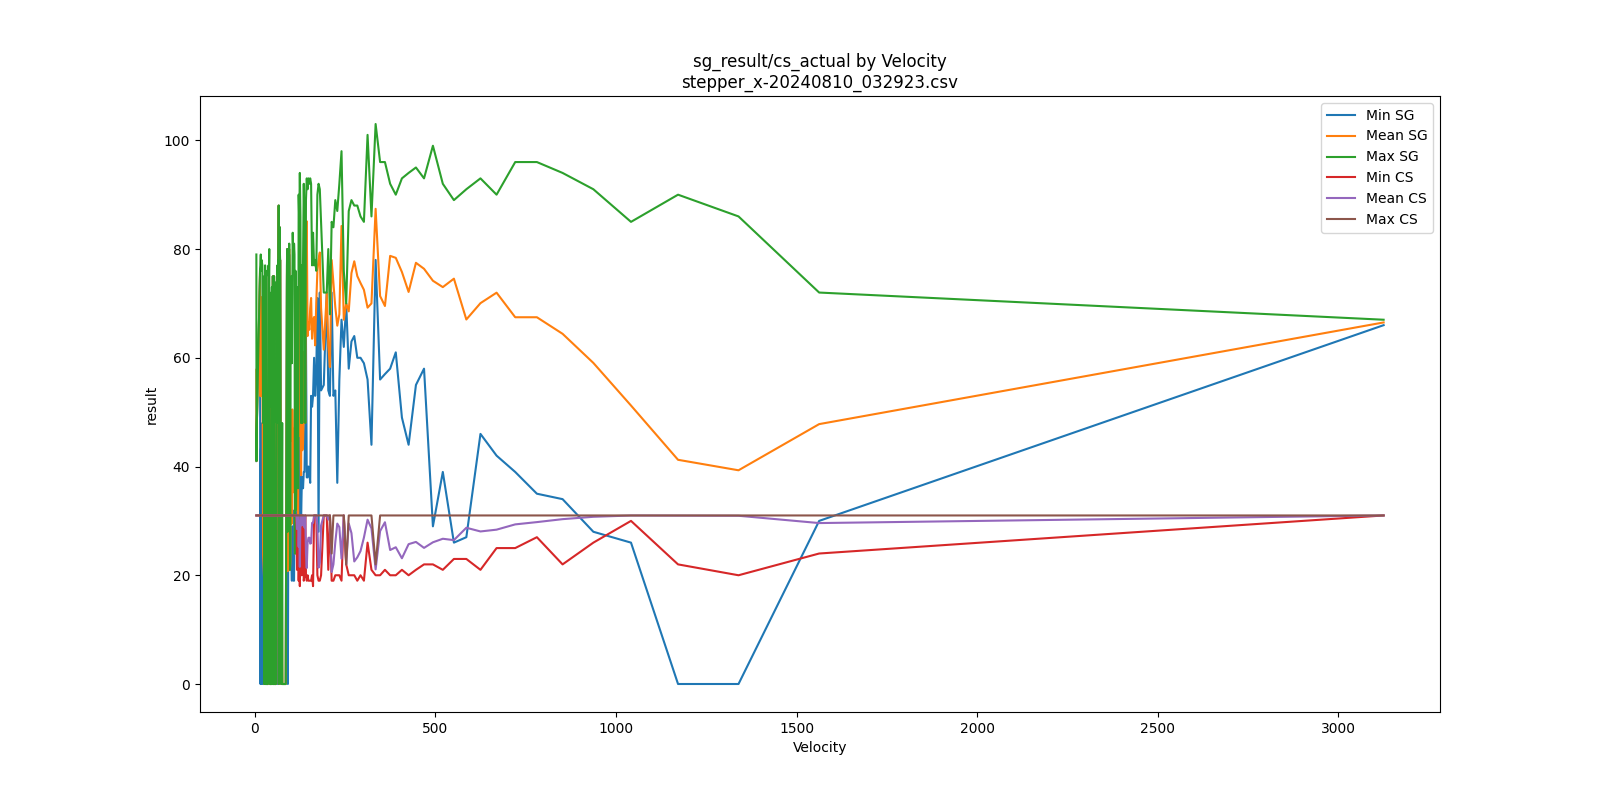 sg_result/cs_actual by Velocity
stepper_x-20240810_032923.csv
Min SG
Mean SG
Max SG
Min CS
Mean CS
Max CS
100
80
60
40
20
0
result
0
500
1000
1500
2000
2500
3000
Velocity